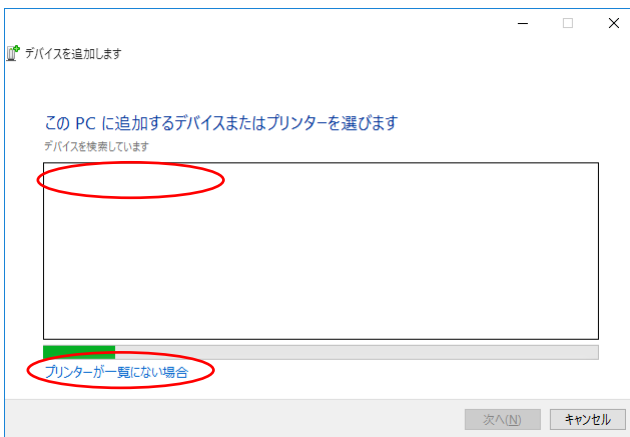 デバイスを追加します
この PC に追加するデバイスまたはプリンターを選びます
デバイスを検索しています
プリンターが一覧にない場合
次へ(N) キャンセル